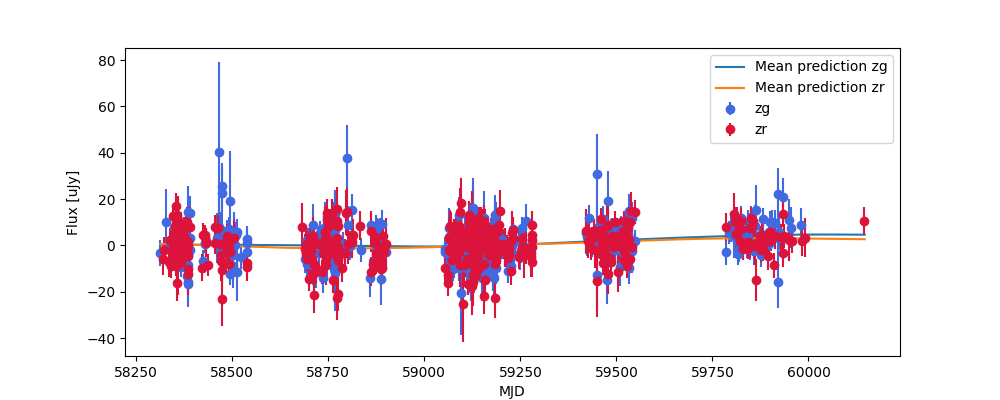 80
60
40
20
0
−20
−40
Flux [uJy]
58250
58500
58750
59000
59250
59500
59750
60000
MJD
Mean prediction zg
Mean prediction zr
zg
zr